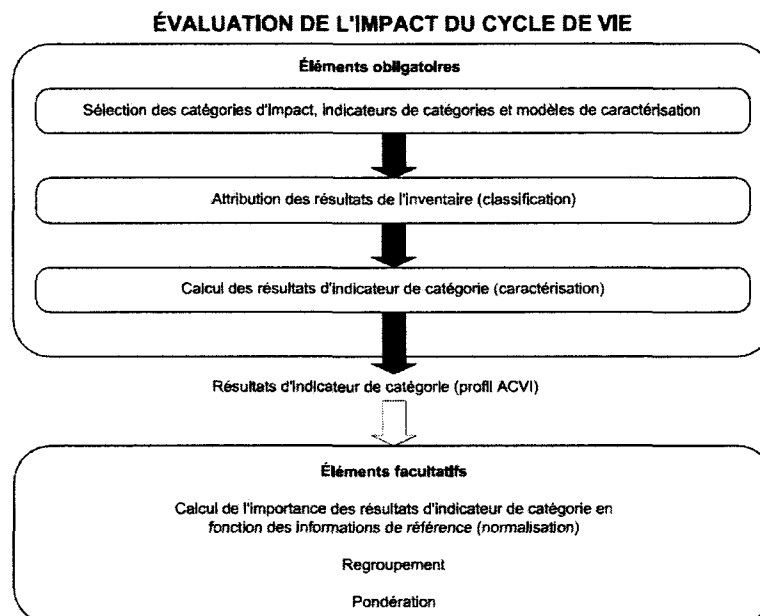 ÉVALUATION DE L'IMPACT DU CYCLE DE VIE
Éléments obligatoires
Sélection des catégories d'impact, indicateurs de catégories et modèles de caractérisation
Attribution des résultats de l'inventaire (classification)
Calcul des résultats d'indicateur de catégorie (caractérisation)
Résultats d'indicateur de catégorie (profil ACVI)
Éléments facultatifs
Calcul de l'importance des résultats d'indicateur de catégorie en
fonction des informations de référence (normalisation)
Regroupement
Pondération